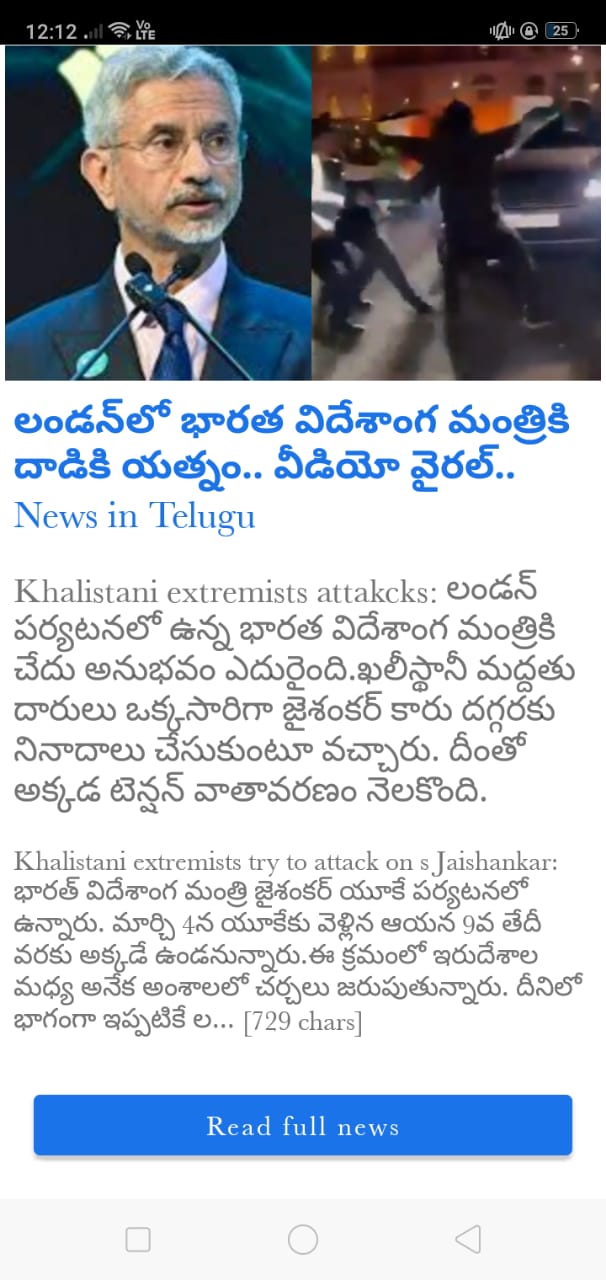 12:12
Vo
LTE
25
లండన్‌లో భారత విదేశాంగ మంత్రికి
దాడికి యత్నం.. వీడియో వైరల్..
News in Telugu
Khalistani extremists attakcks: లండన్
పర్యటనలో ఉన్న భారత విదేశాంగ మంత్రికి
చేదు అనుభవం ఎదురైంది.ఖలీస్థానీ మద్దతు
దారులు ఒక్కసారిగా జైశంకర్ కారు దగ్గరకు
నినాదాలు చేసుకుంటూ వచ్చారు. దీంతో
అక్కడ టెన్షన్ వాతావరణం నెలకొంది.
Khalistani extremists try to attack on s Jaishankar:
భారత్ విదేశాంగ మంత్రి జైశంకర్ యూకే పర్యటనలో
ఉన్నారు. మార్చి 4న యూకేకు వెళ్లిన ఆయన 9వ తేదీ
వరకు అక్కడే ఉండనున్నారు.ఈ క్రమంలో ఇరుదేశాల
మధ్య అనేక అంశాలలో చర్చలు జరుపుతున్నారు. దీనిలో
భాగంగా ఇప్పటికే ల... [729 chars]
Read full news